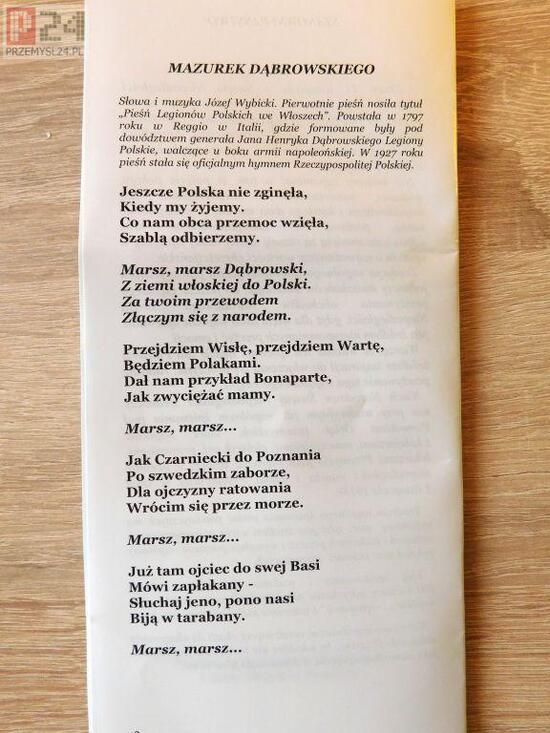 P24
PRZEMYSL24.PL
MAZUREK DĄBROWSKIEGO
Słowa i muzyka Józef Wybicki. Pierwotnie pieśń nosiła tytuł
„Pieśń Legionów Polskich we Włoszech”. Powstała w 1797
roku w Reggio w Italii, gdzie formowane były pod
dowództwem generała Jana Henryka Dąbrowskiego Legiony
Polskie, walczące u boku armii napoleońskiej. W 1927 roku
pieśń stała się oficjalnym hymnem Rzeczypospolitej Polskiej.
Jeszcze Polska nie zginęła,
Kiedy my żyjemy.
Co nam obca przemoc wzięła,
Szablą odbierzemy.
Marsz, marsz Dąbrowski,
Z ziemi włoskiej do Polski.
Za twoim przewodem
Złączym się z narodem.
Przejdziem Wisłę, przejdziem Wartę,
Będziem Polakami.
Dał nam przykład Bonaparte,
Jak zwyciężać mamy.
Marsz, marsz...
Jak Czarniecki do Poznania
Po szwedzkim zaborze,
Dla ojczyzny ratowania
Wrócim się przez morze.
Marsz, marsz...
Już tam ojciec do swej Basi
Mówi zapłakany -
Słuchaj jeno, pono nasi
Biją w tarabany.
Marsz, marsz...